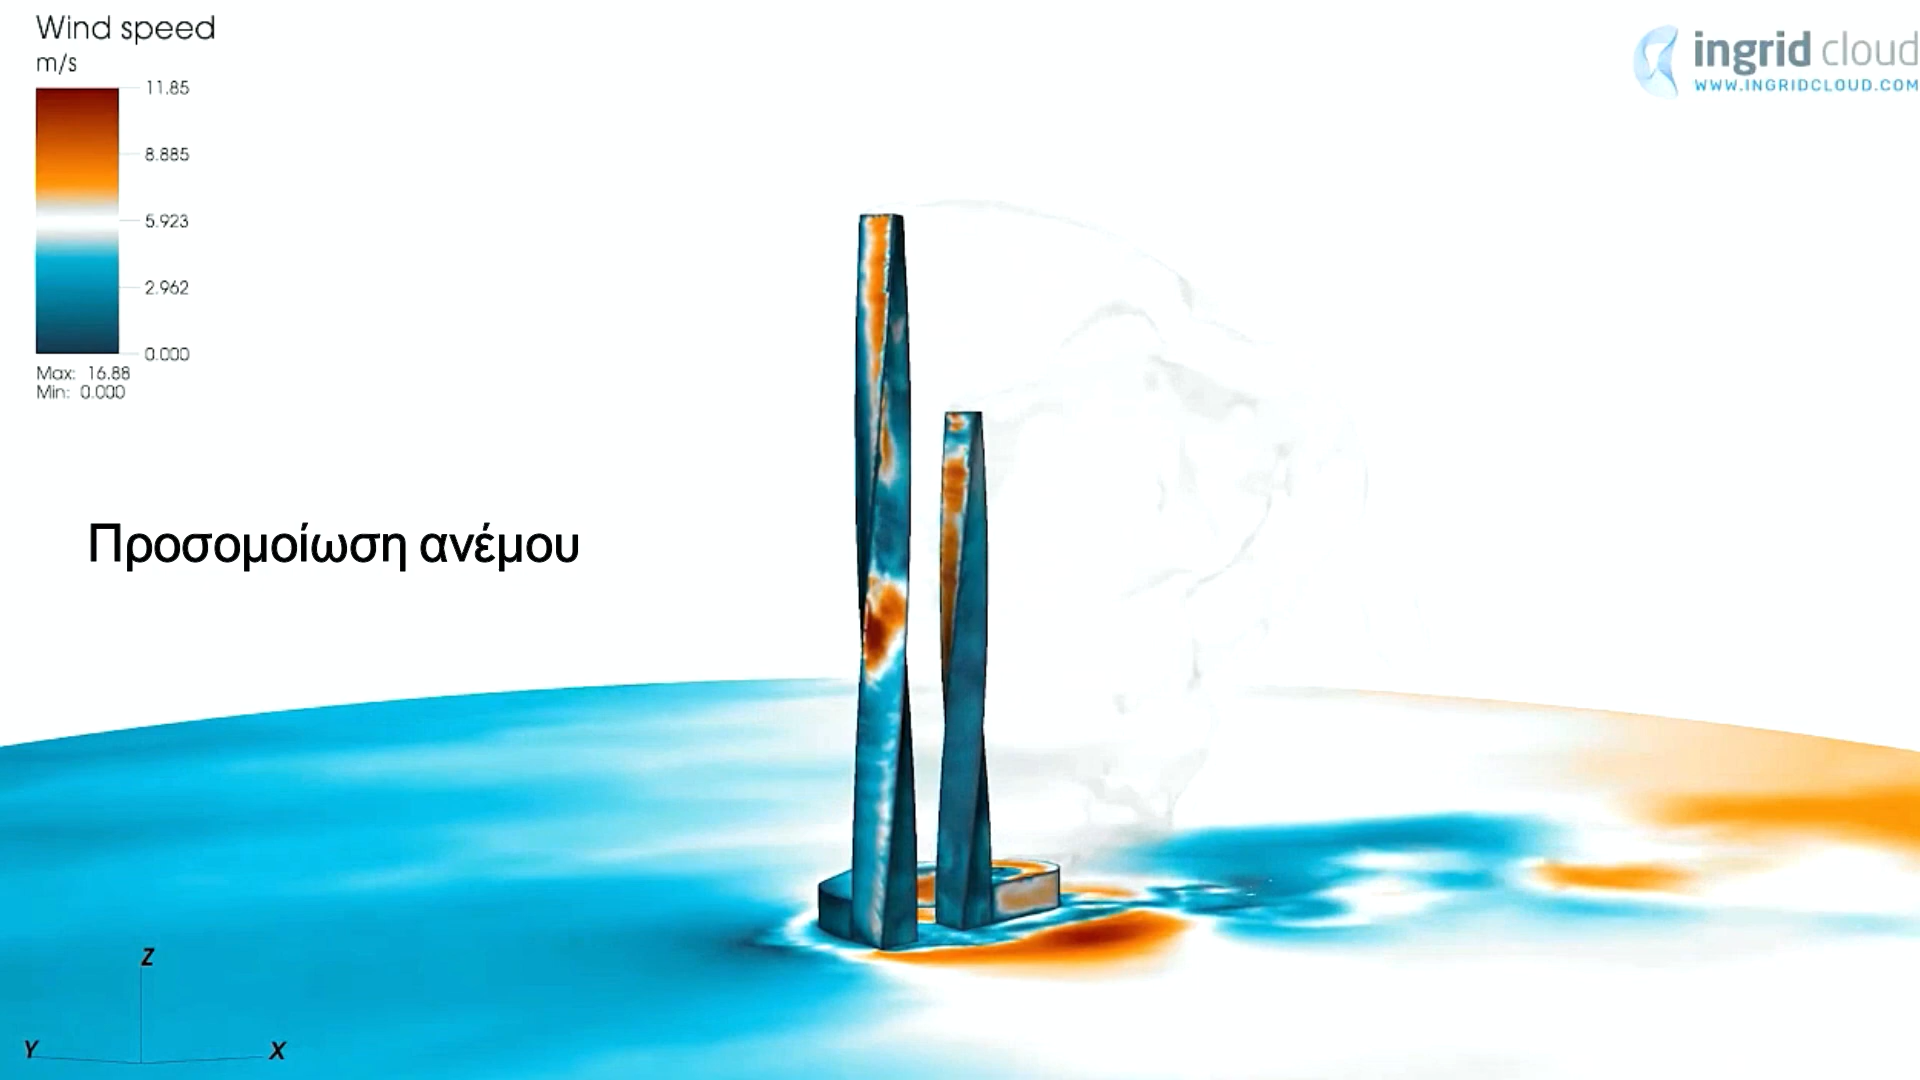 Wind speed
m/s
11.85
8.885
5.923
2.962
0.000
Max: 16.88
Min: 0.000
ingrid cloud
WWW.INGRIDCLOUD.COM
Προσομοίωση ανέμου
Z
Y
X